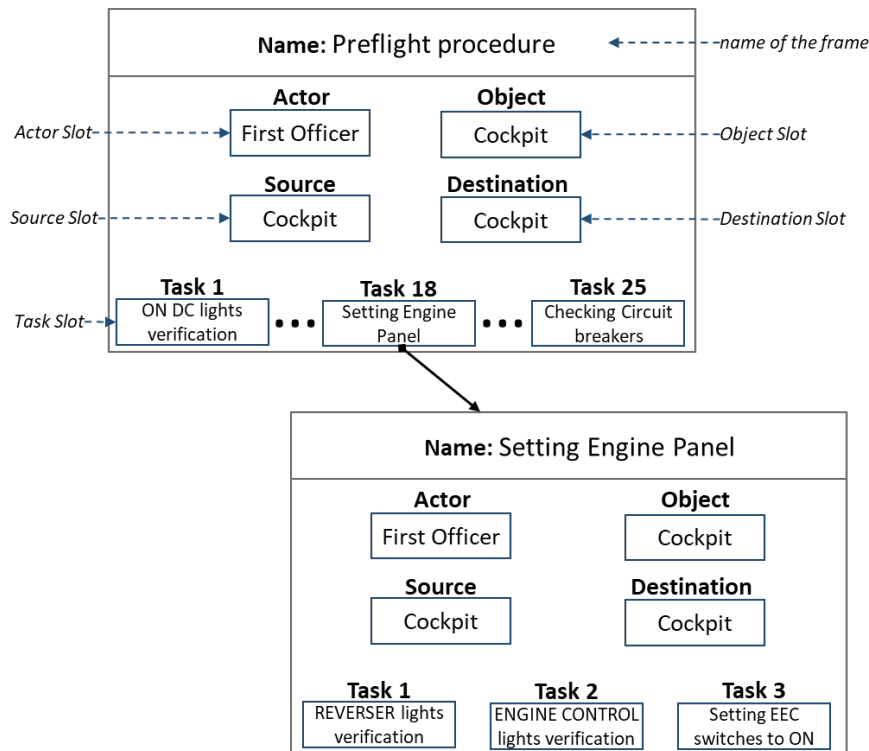 Name: Preflight procedure
name of the frame
Actor
Object
Actor Slot
First Officer
Cockpit
Object Slot
Source
Destination
Source Slot
Cockpit
Cockpit
Destination Slot
Task 1
Task 18
Task 25
Task Slot
ON DC lights
verification
•••
Setting Engine
Panel
•••
Checking Circuit
breakers
Name: Setting Engine Panel
Actor
Object
First Officer
Cockpit
Source
Destination
Cockpit
Cockpit
Task 1
Task 2
Task 3
REVERSER lights
verification
ENGINE CONTROL
lights verification
Setting EEC
switches to ON